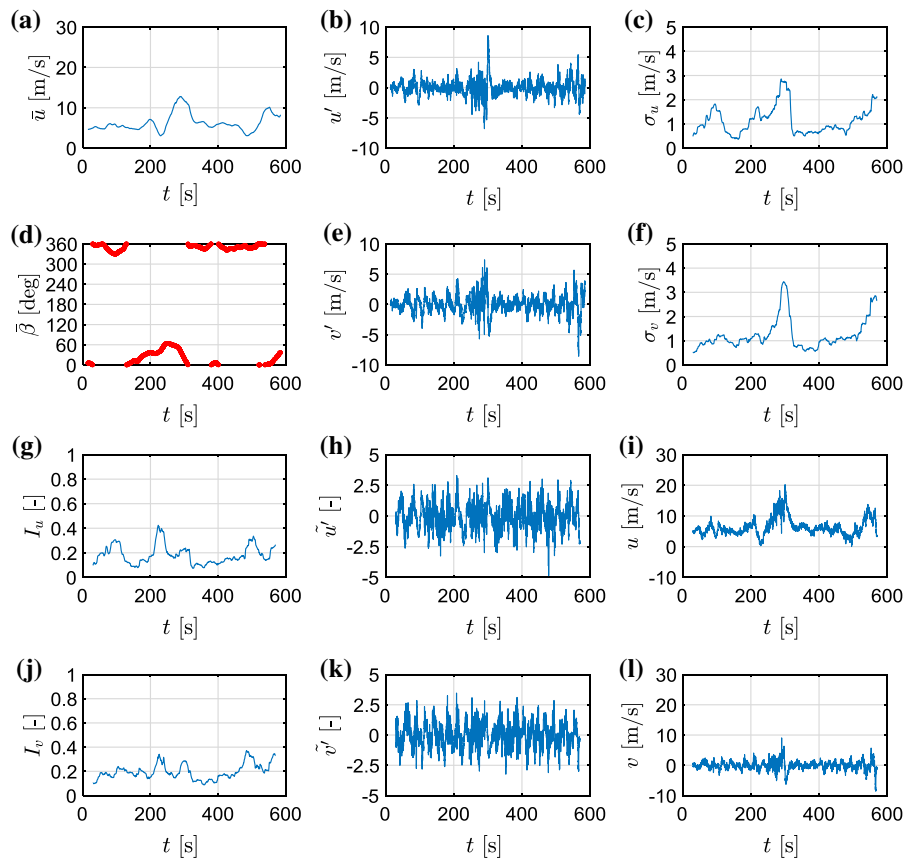 (a)
30
20
10
0
0 200 400 600
ū [m/s]
t [s]
(b)
10
5
0
-5
-10
0 200 400 600
u′ [m/s]
t [s]
(c)
5
4
3
2
1
0
0 200 400 600
σu [m/s]
t [s]
(d)
360
300
240
180
120
60
0
0 200 400 600
β̄ [deg]
t [s]
(e)
10
5
0
-5
-10
0 200 400 600
v′ [m/s]
t [s]
(f)
5
4
3
2
1
0
0 200 400 600
σv [m/s]
t [s]
(g)
1
0.8
0.6
0.4
0.2
0
0 200 400 600
Iu [-]
t [s]
(h)
5
2.5
0
-2.5
-5
0 200 400 600
ũ′ [-]
t [s]
(i)
30
20
10
0
-10
0 200 400 600
u [m/s]
t [s]
(j)
1
0.8
0.6
0.4
0.2
0
0 200 400 600
Iv [-]
t [s]
(k)
5
2.5
0
-2.5
-5
0 200 400 600
ṽ′ [-]
t [s]
(l)
30
20
10
0
-10
0 200 400 600
v [m/s]
t [s]